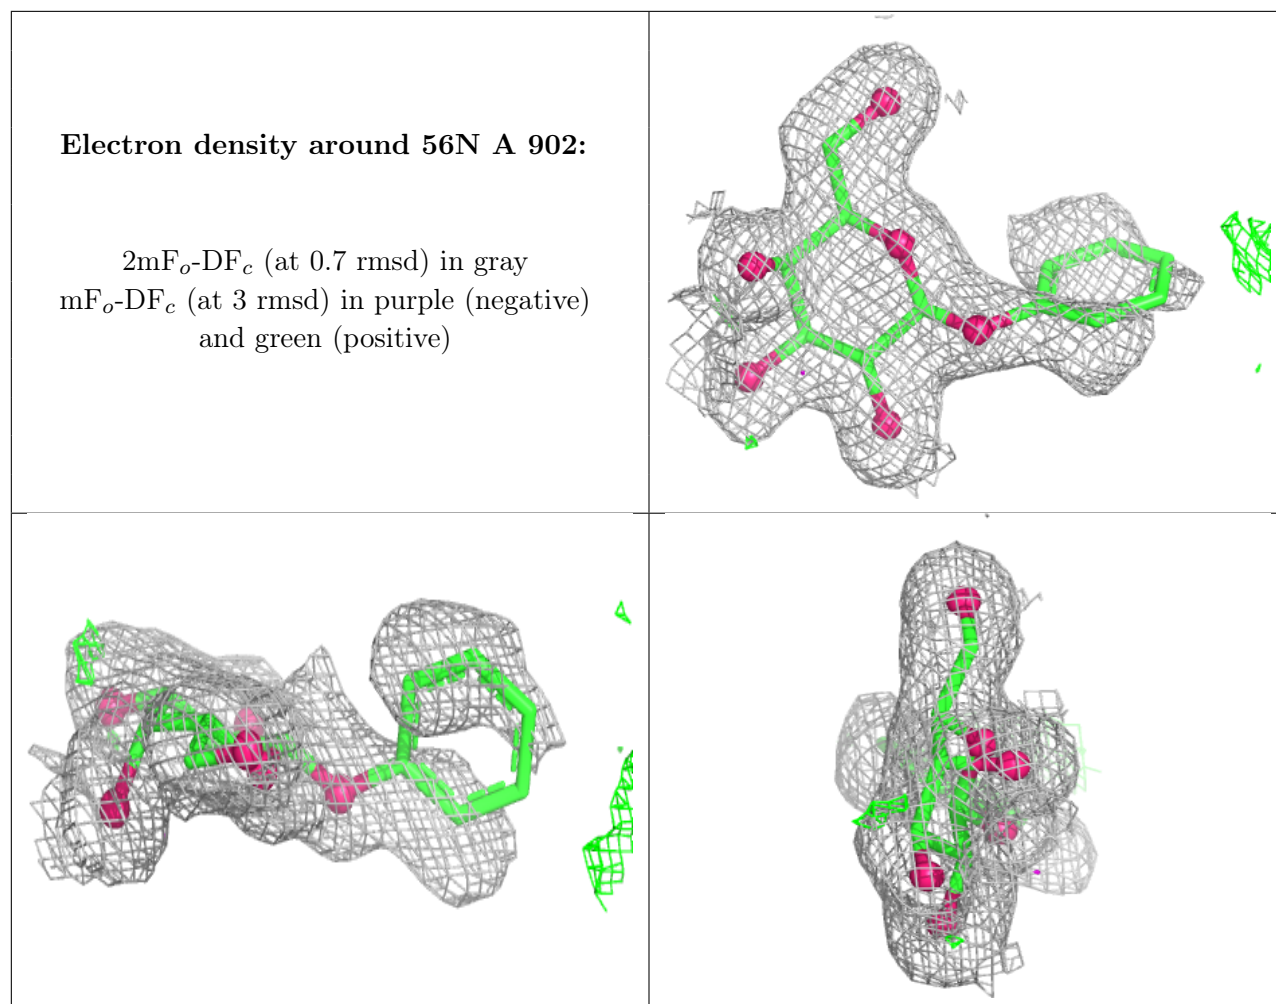 Electron density around 56N A 902:
2mFo-DFc (at 0.7 rmsd) in gray
mFo-DFc (at 3 rmsd) in purple (negative)
and green (positive)